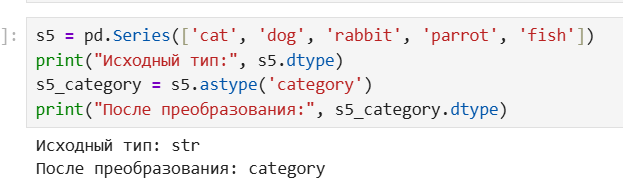 ]: s5 = pd.Series(['cat', 'dog', 'rabbit', 'parrot', 'fish'])
print("Исходный тип:", s5.dtype)
s5_category = s5.astype('category')
print("После преобразования:", s5_category.dtype)
Исходный тип: str
После преобразования: category